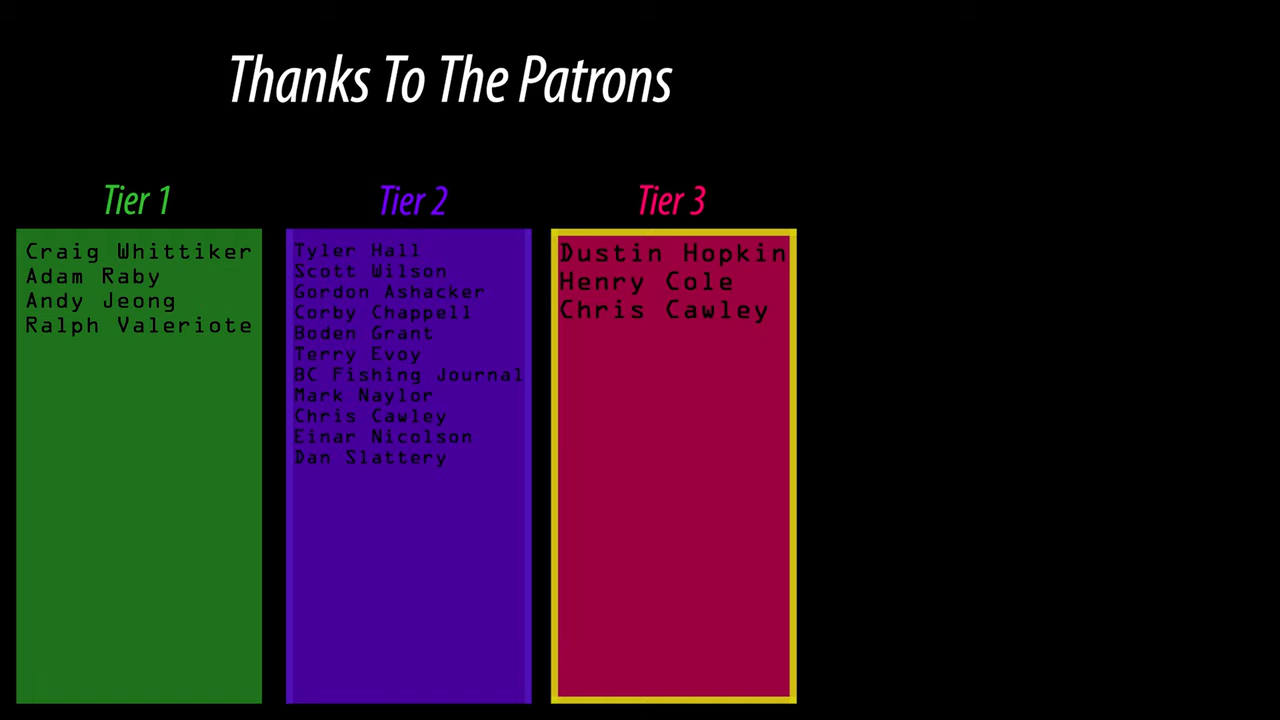 Thanks To The Patrons
Tier 1
Craig Whittiker
Adam Raby
Andy Jeong
Ralph Valeriote
Tier 2
Tyler Hall
Scott Wilson
Gordon Ashacker
Corby Chappell
Boden Grant
Terry Evoy
BC Fishing Journal
Mark Naylor
Chris Cawley
Einar Nicolson
Dan Slattery
Tier 3
Dustin Hopkin
Henry Cole
Chris Cawley